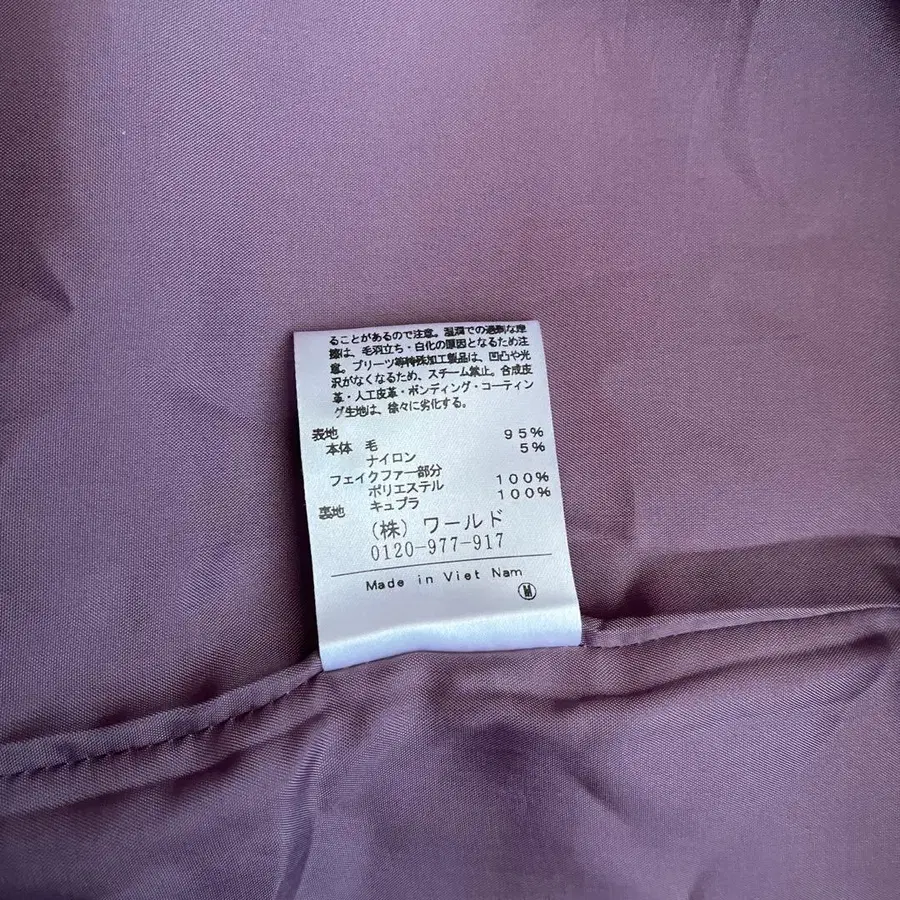 ることがあるので注意。湿潤での過剰な摩
擦は、毛羽立ち・白化の原因となるため注
意。プリーツ等特殊加工製品は、凹凸や光
沢がなくなるため、スチーム禁止。合成皮
革・人工皮革・ボンディング・コーティン
グ生地は、徐々に劣化する。
表地
本体 毛 95%
ナイロン 5%
フェイクファー部分
ポリエステル 100%
裏地 キュプラ 100%
(株)ワールド
0120-977-917
Made in Viet Nam
M